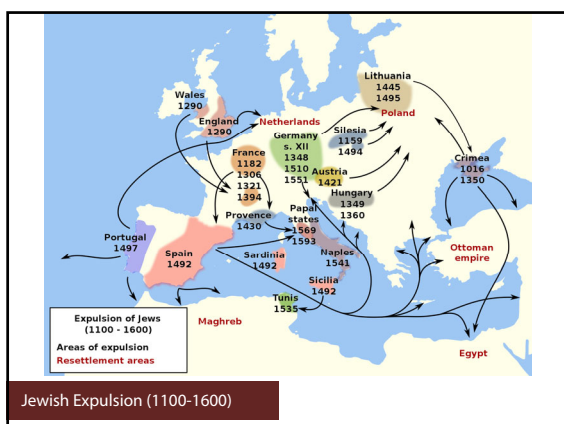 Lithuania
1445
1495
Wales
1290
England
1290
Netherlands
Poland
Germany
s. XII
1348
1510
1551
Silesia
1159
1494
France
1182
1306
1321
1394
Austria
1421
Crimea
1016
1350
Hungary
1349
1360
Provence
1430
Papal
states
1569
1593
Portugal
1497
Spain
1492
Sardinia
1492
Naples
1541
Ottoman
empire
Sicilia
1492
Tunis
1535
Maghreb
Egypt
Expulsion of Jews
(1100 - 1600)
Areas of expulsion
Resettlement areas
Jewish Expulsion (1100-1600)